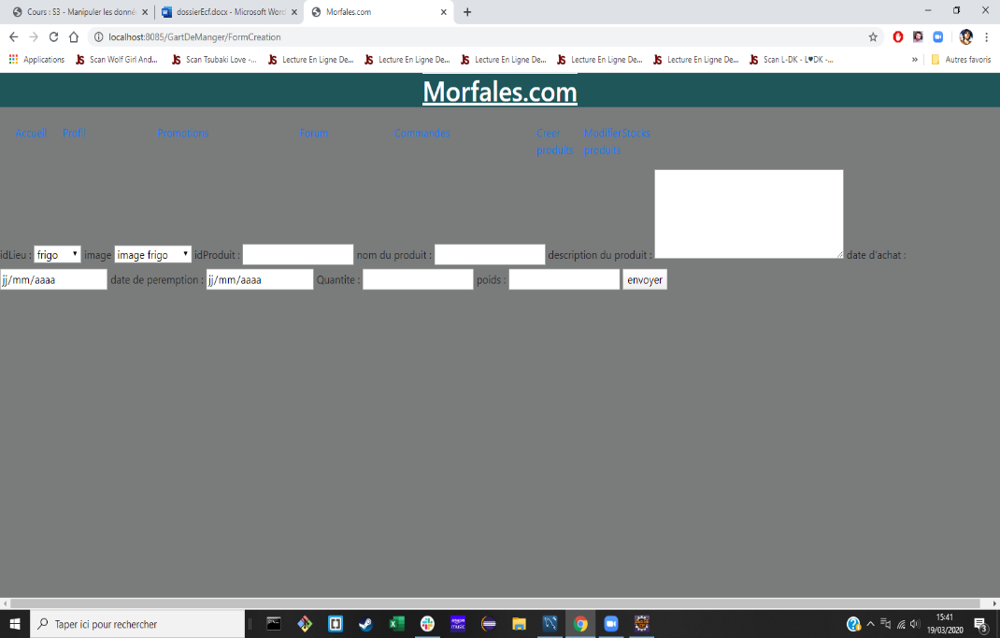 Cours : S3 - Manipuler les donné
dossierEcf.docx - Microsoft Word
Morfales.com
localhost:8085/GartDeManger/FormCreation
Applications
Scan Wolf Girl And...
Scan Tsubaki Love -...
Lecture En Ligne De...
Lecture En Ligne De...
Lecture En Ligne De...
Lecture En Ligne De...
Lecture En Ligne De...
Scan L-DK - L♥DK -...
»
Autres favoris
Morfales.com
Accueil Profil Promotions Forum Commandes Creer produits Modifier produits Stocks
idLieu : frigo image image frigo idProduit : nom du produit : description du produit : date d'achat :
jj/mm/aaaa date de peremption : jj/mm/aaaa Quantite : poids : envoyer
Taper ici pour rechercher
15:41
19/03/2020
3